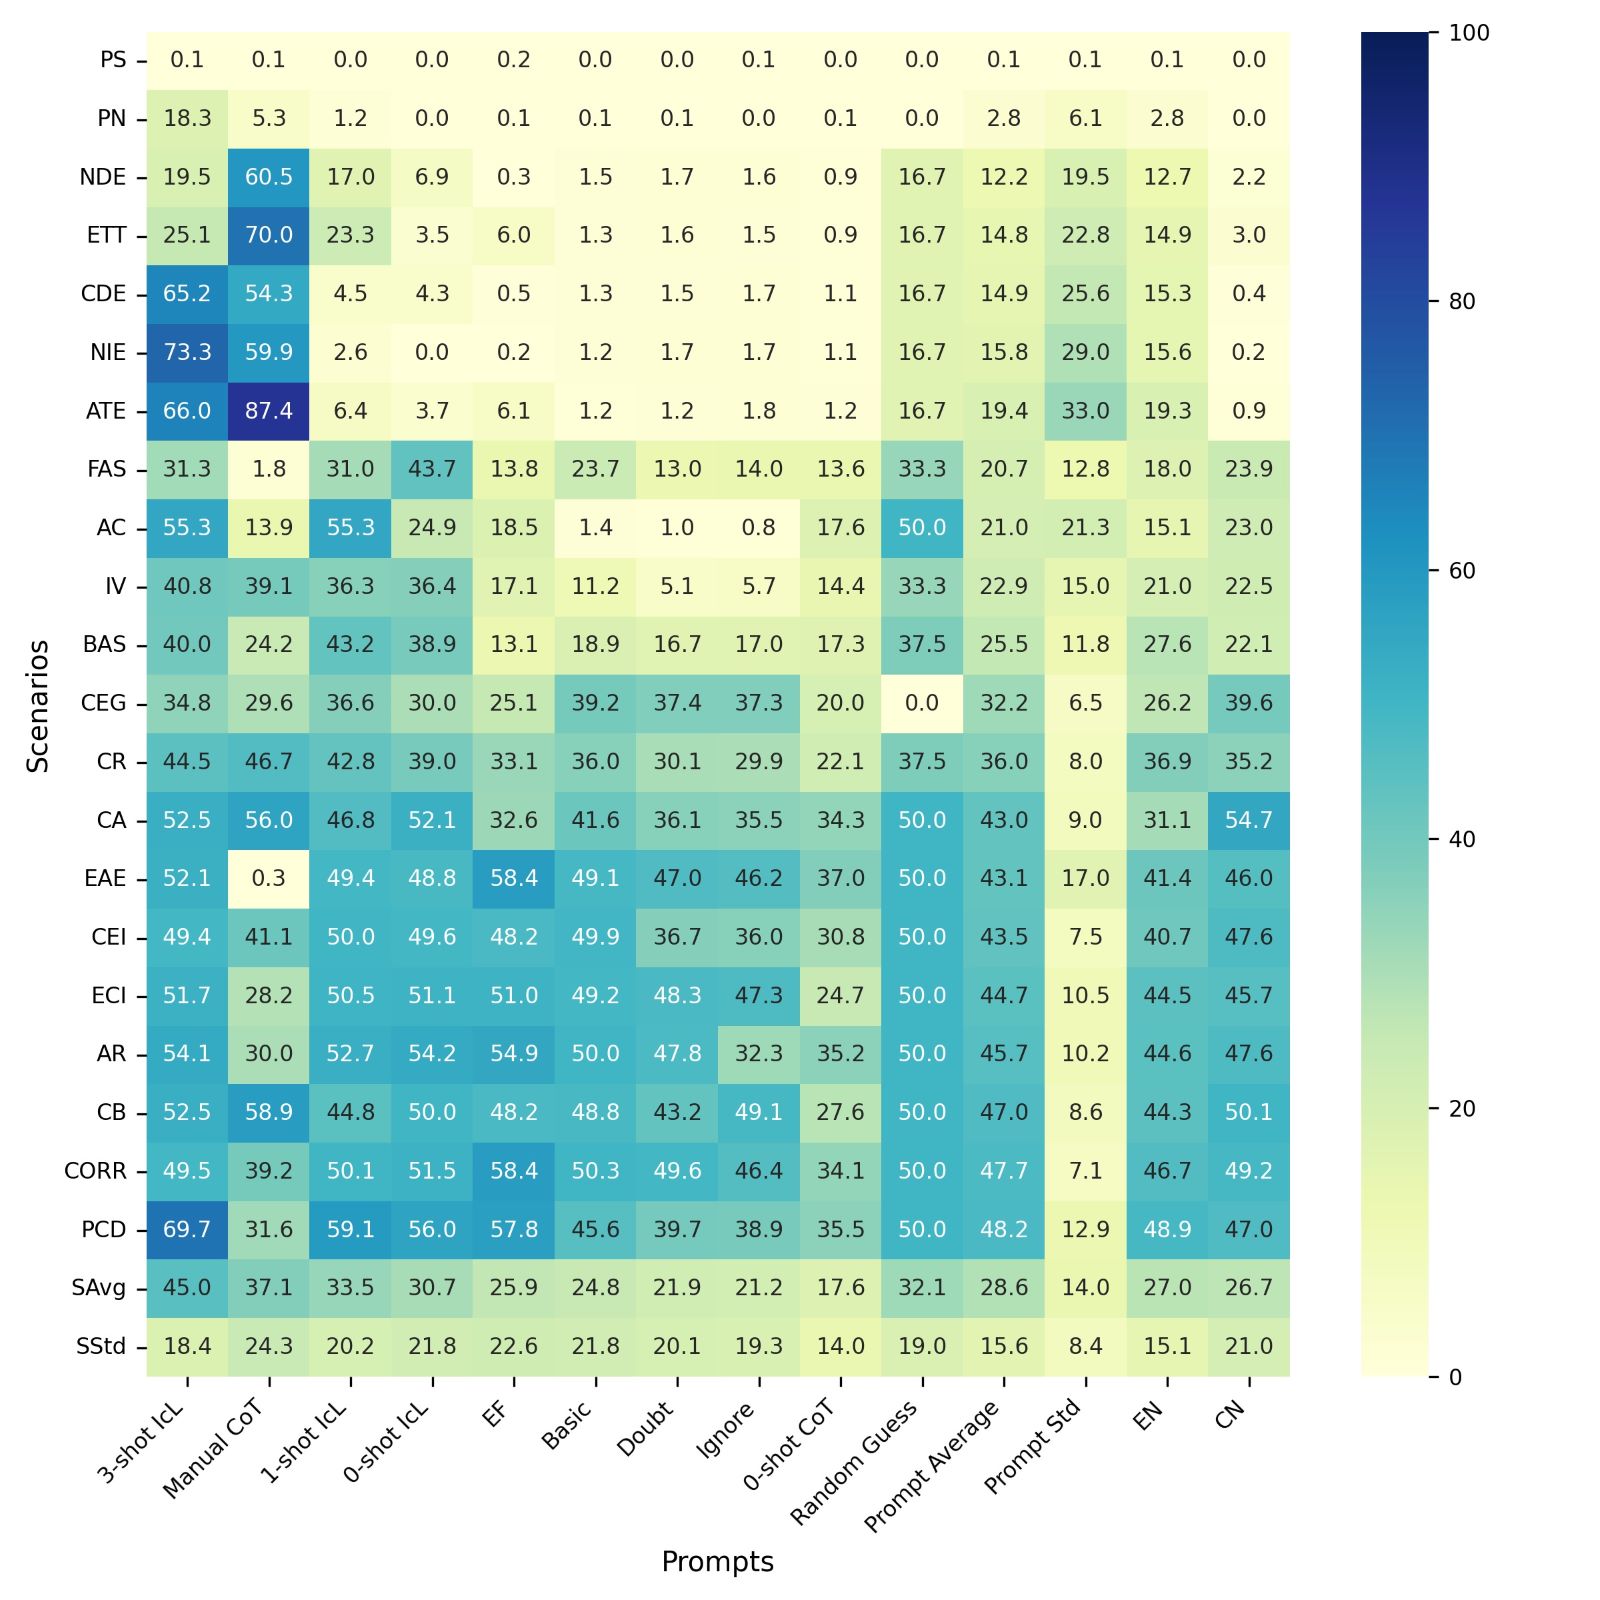 PS 0.1 0.1 0.0 0.0 0.2 0.0 0.0 0.1 0.0 0.0 0.1 0.1 0.1 0.0
PN 18.3 5.3 1.2 0.0 0.1 0.1 0.1 0.0 0.1 0.0 2.8 6.1 2.8 0.0
NDE 19.5 60.5 17.0 6.9 0.3 1.5 1.7 1.6 0.9 16.7 12.2 19.5 12.7 2.2
ETT 25.1 70.0 23.3 3.5 6.0 1.3 1.6 1.5 0.9 16.7 14.8 22.8 14.9 3.0
CDE 65.2 54.3 4.5 4.3 0.5 1.3 1.5 1.7 1.1 16.7 14.9 25.6 15.3 0.4
NIE 73.3 59.9 2.6 0.0 0.2 1.2 1.7 1.7 1.1 16.7 15.8 29.0 15.6 0.2
ATE 66.0 87.4 6.4 3.7 6.1 1.2 1.2 1.8 1.2 16.7 19.4 33.0 19.3 0.9
FAS 31.3 1.8 31.0 43.7 13.8 23.7 13.0 14.0 13.6 33.3 20.7 12.8 18.0 23.9
AC 55.3 13.9 55.3 24.9 18.5 1.4 1.0 0.8 17.6 50.0 21.0 21.3 15.1 23.0
IV 40.8 39.1 36.3 36.4 17.1 11.2 5.1 5.7 14.4 33.3 22.9 15.0 21.0 22.5
BAS 40.0 24.2 43.2 38.9 13.1 18.9 16.7 17.0 17.3 37.5 25.5 11.8 27.6 22.1
CEG 34.8 29.6 36.6 30.0 25.1 39.2 37.4 37.3 20.0 0.0 32.2 6.5 26.2 39.6
CR 44.5 46.7 42.8 39.0 33.1 36.0 30.1 29.9 22.1 37.5 36.0 8.0 36.9 35.2
CA 52.5 56.0 46.8 52.1 32.6 41.6 36.1 35.5 34.3 50.0 43.0 9.0 31.1 54.7
EAE 52.1 0.3 49.4 48.8 58.4 49.1 47.0 46.2 37.0 50.0 43.1 17.0 41.4 46.0
CEI 49.4 41.1 50.0 49.6 48.2 49.9 36.7 36.0 30.8 50.0 43.5 7.5 40.7 47.6
ECI 51.7 28.2 50.5 51.1 51.0 49.2 48.3 47.3 24.7 50.0 44.7 10.5 44.5 45.7
AR 54.1 30.0 52.7 54.2 54.9 50.0 47.8 32.3 35.2 50.0 45.7 10.2 44.6 47.6
CB 52.5 58.9 44.8 50.0 48.2 48.8 43.2 49.1 27.6 50.0 47.0 8.6 44.3 50.1
CORR 49.5 39.2 50.1 51.5 58.4 50.3 49.6 46.4 34.1 50.0 47.7 7.1 46.7 49.2
PCD 69.7 31.6 59.1 56.0 57.8 45.6 39.7 38.9 35.5 50.0 48.2 12.9 48.9 47.0
SAvg 45.0 37.1 33.5 30.7 25.9 24.8 21.9 21.2 17.6 32.1 28.6 14.0 27.0 26.7
SStd 18.4 24.3 20.2 21.8 22.6 21.8 20.1 19.3 14.0 19.0 15.6 8.4 15.1 21.0
3-shot IcL
Manual CoT
1-shot IcL
0-shot IcL
EF
Basic
Doubt
Ignore
0-shot CoT
Random Guess
Prompt Average
Prompt Std
EN
CN
Prompts
Scenarios
100
80
60
40
20
0